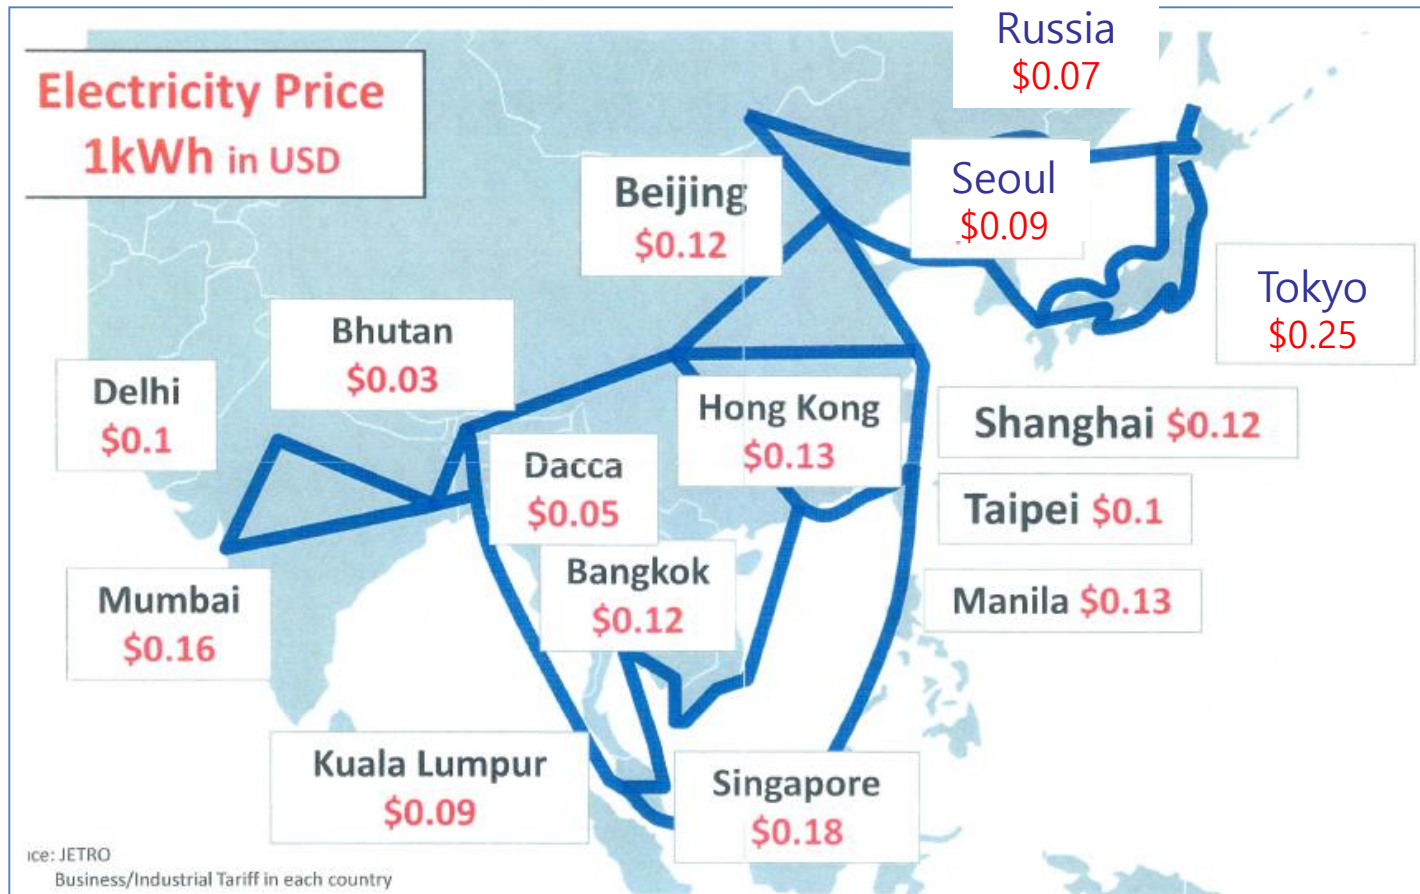 Electricity Price
1kWh in USD
Russia
$0.07
Beijing
$0.12
Seoul
$0.09
Tokyo
$0.25
Bhutan
$0.03
Delhi
$0.1
Hong Kong
$0.13
Shanghai $0.12
Dacca
$0.05
Taipei $0.1
Bangkok
$0.12
Mumbai
$0.16
Manila $0.13
Kuala Lumpur
$0.09
Singapore
$0.18
ice: JETRO
Business/Industrial Tariff in each country